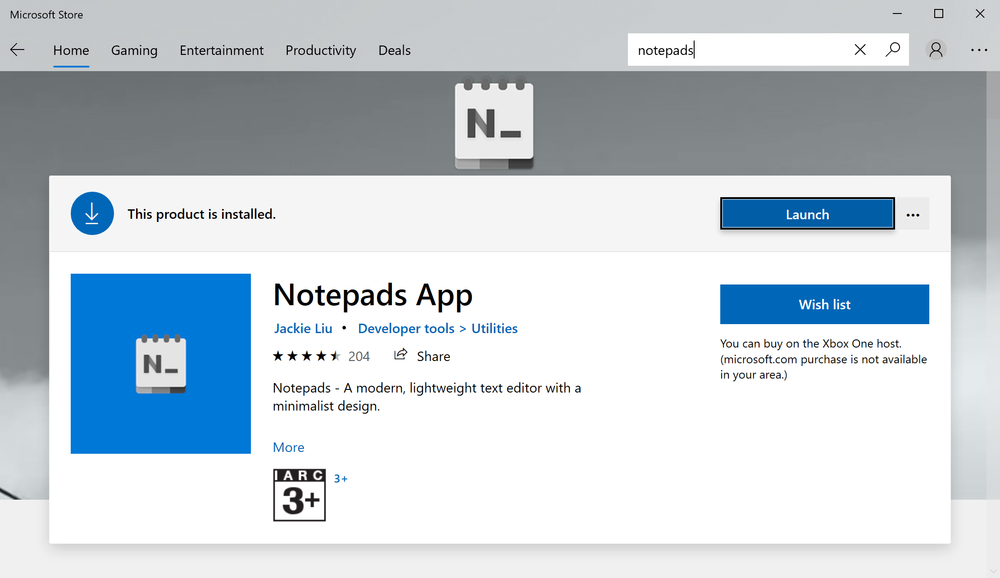 Microsoft Store
Home Gaming Entertainment Productivity Deals
notepads
N_
This product is installed.
Launch
N_
Notepads App
Jackie Liu • Developer tools > Utilities
204 Share
Notepads - A modern, lightweight text editor with a
minimalist design.
More
IARC
3+
3+
Wish list
You can buy on the Xbox One host.
(microsoft.com purchase is not available
in your area.)